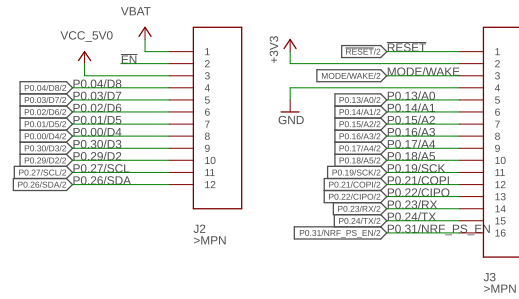 VBAT
VCC_5V0
EN
P0.04/D8/2 P0.04/D8
P0.03/D7/2 P0.03/D7
P0.02/D6/2 P0.02/D6
P0.01/D5/2 P0.01/D5
P0.00/D4/2 P0.00/D4
P0.30/D3/2 P0.30/D3
P0.29/D2/2 P0.29/D2
P0.27/SCL/2 P0.27/SCL
P0.26/SDA/2 P0.26/SDA
1
2
3
4
5
6
7
8
9
10
11
12
J2
>MPN
+3V3
RESET/2 RESET
MODE/WAKE/2 MODE/WAKE
GND
P0.13/A0/2 P0.13/A0
P0.14/A1/2 P0.14/A1
P0.15/A2/2 P0.15/A2
P0.16/A3/2 P0.16/A3
P0.17/A4/2 P0.17/A4
P0.18/A5/2 P0.18/A5
P0.19/SCK/2 P0.19/SCK
P0.21/COPI/2 P0.21/COPI
P0.22/CIPO/2 P0.22/CIPO
P0.23/RX/2 P0.23/RX
P0.24/TX/2 P0.24/TX
P0.31/NRF_PS_EN/2 P0.31/NRF_PS_EN
1
2
3
4
5
6
7
8
9
10
11
12
13
14
15
16
J3
>MPN